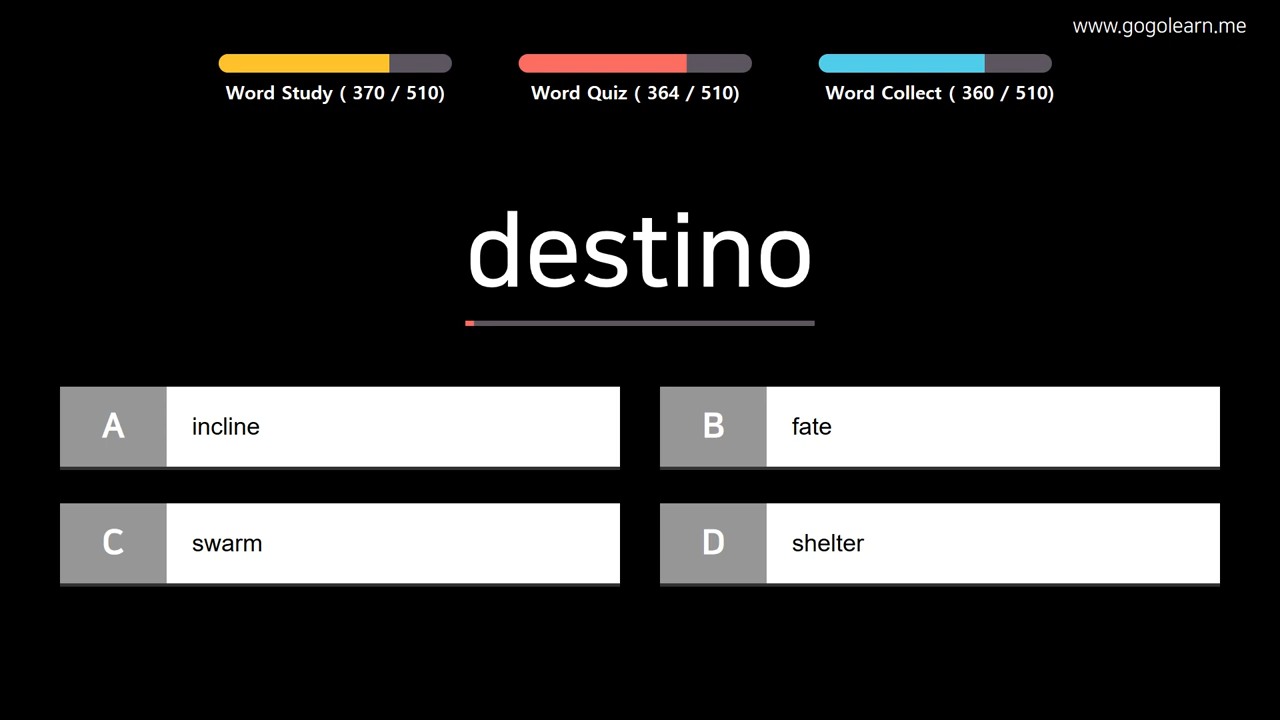 www.gogolearn.me
Word Study ( 370 / 510)
Word Quiz ( 364 / 510)
Word Collect ( 360 / 510)
destino
A incline
B fate
C swarm
D shelter